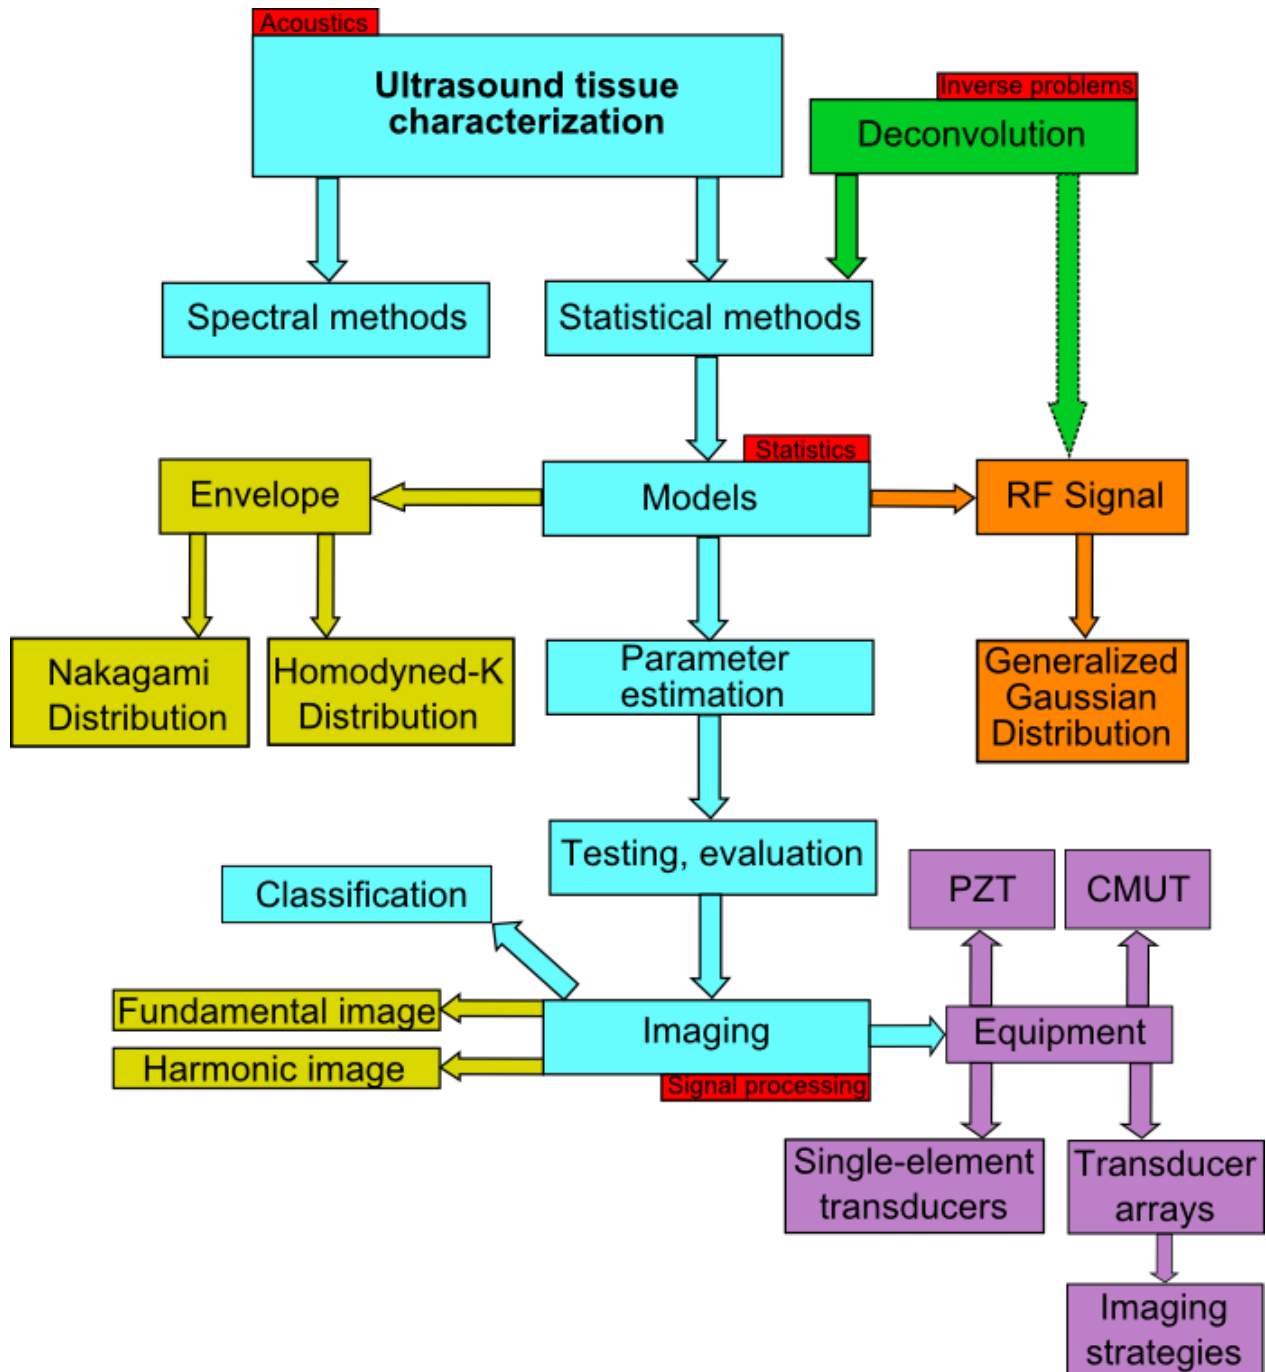 Acoustics
Ultrasound tissue
characterization
Inverse problems
Deconvolution
Spectral methods
Statistical methods
Statistics
Envelope
Models
RF Signal
Nakagami
Distribution
Homodyned-K
Distribution
Parameter
estimation
Generalized
Gaussian
Distribution
Testing, evaluation
Classification
PZT
CMUT
Fundamental image
Harmonic image
Imaging
Signal processing
Equipment
Single-element
transducers
Transducer
arrays
Imaging
strategies